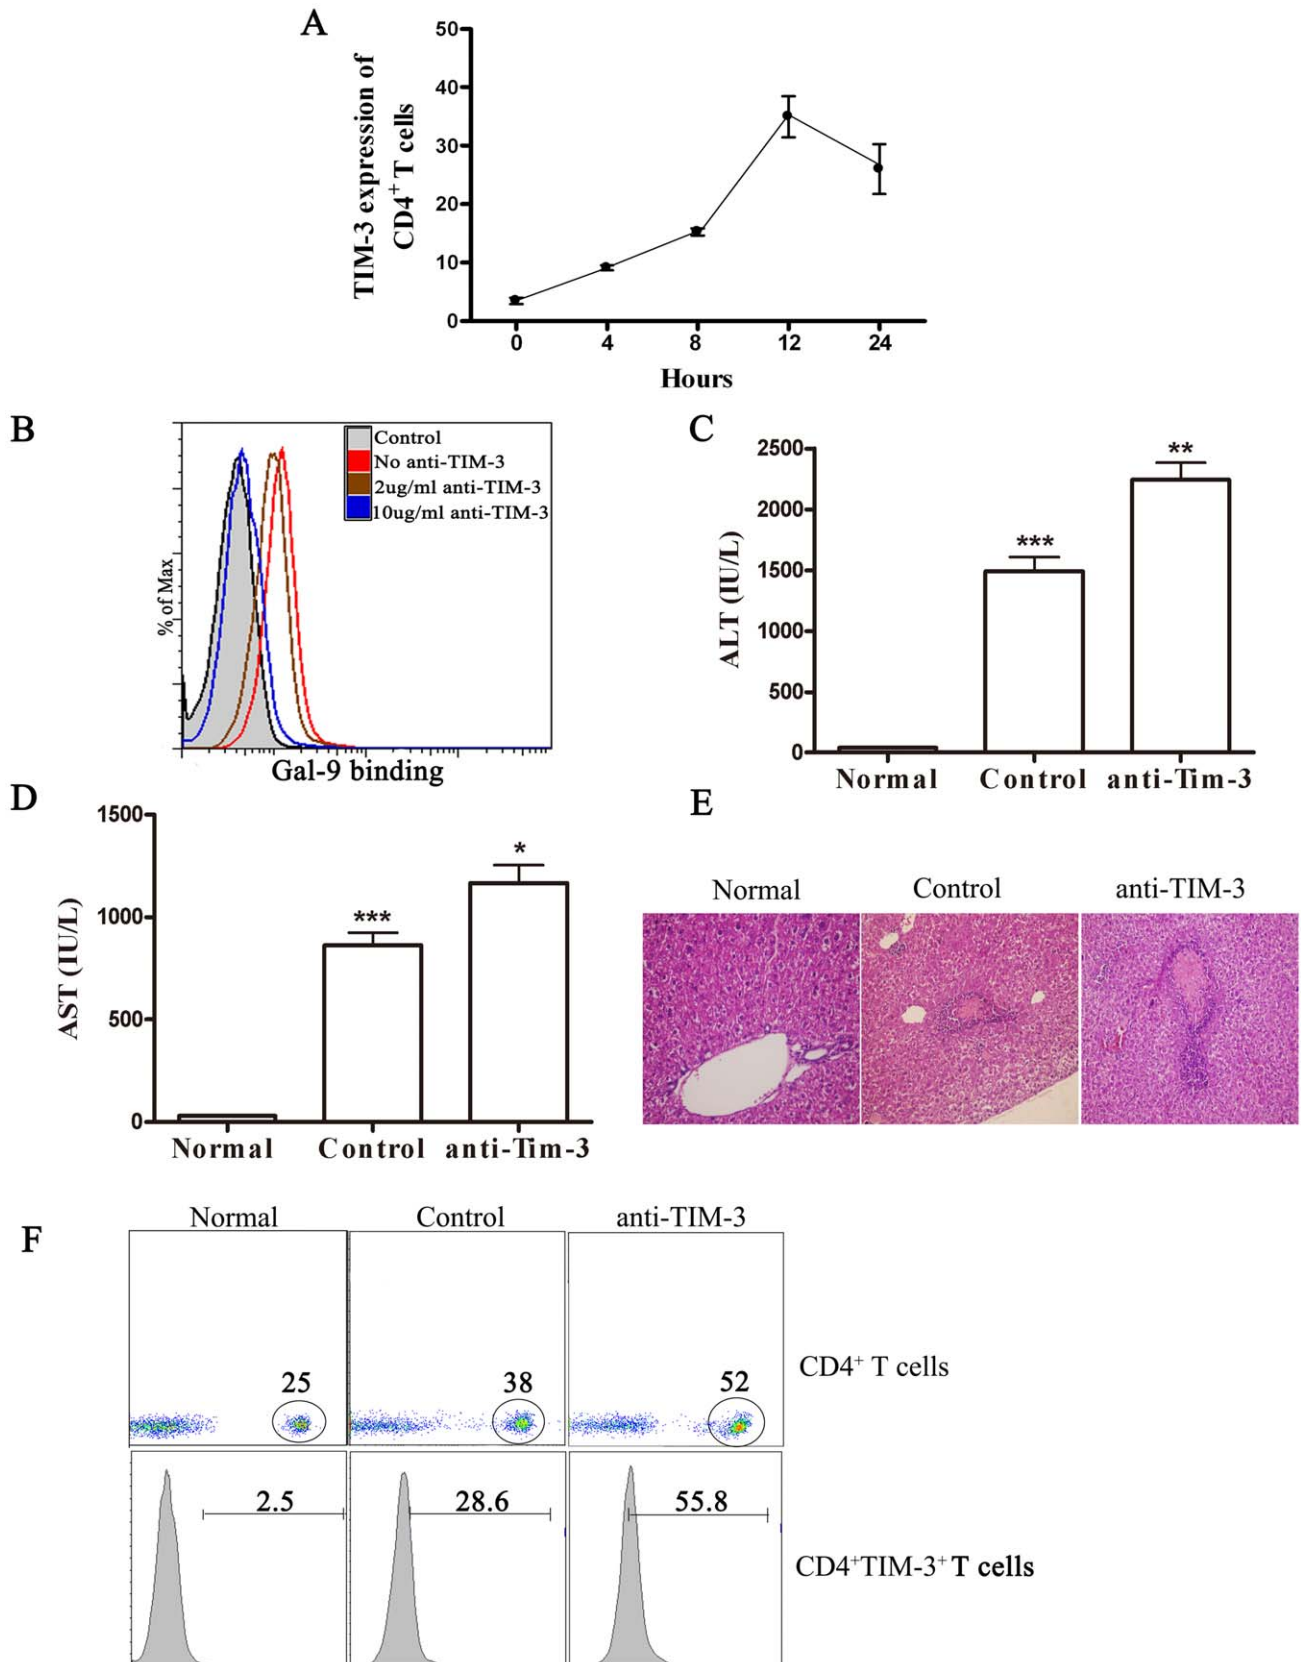 A
TIM-3 expression of
CD4+ T cells
50
40
30
20
10
0
0 4 8 12 24
Hours
B
Control
No anti-TIM-3
2ug/ml anti-TIM-3
10ug/ml anti-TIM-3
% of Max
Gal-9 binding
C
ALT (IU/L)
2500
2000
1500
1000
500
0
***
**
Normal Control anti-Tim-3
D
AST (IU/L)
1500
1000
500
0
***
*
Normal Control anti-Tim-3
E
Normal Control anti-TIM-3
F
Normal Control anti-TIM-3
25 38 52
CD4+ T cells
2.5 28.6 55.8
CD4+TIM-3+ T cells